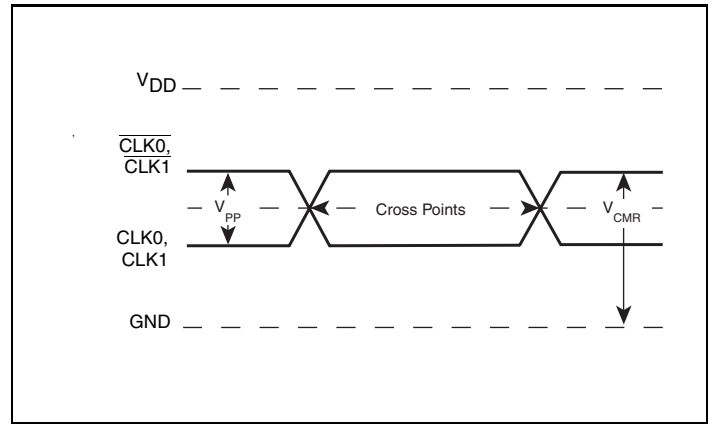 VDD
CLK0,
CLK1
VPP
Cross Points
VCMR
CLK0,
CLK1
GND